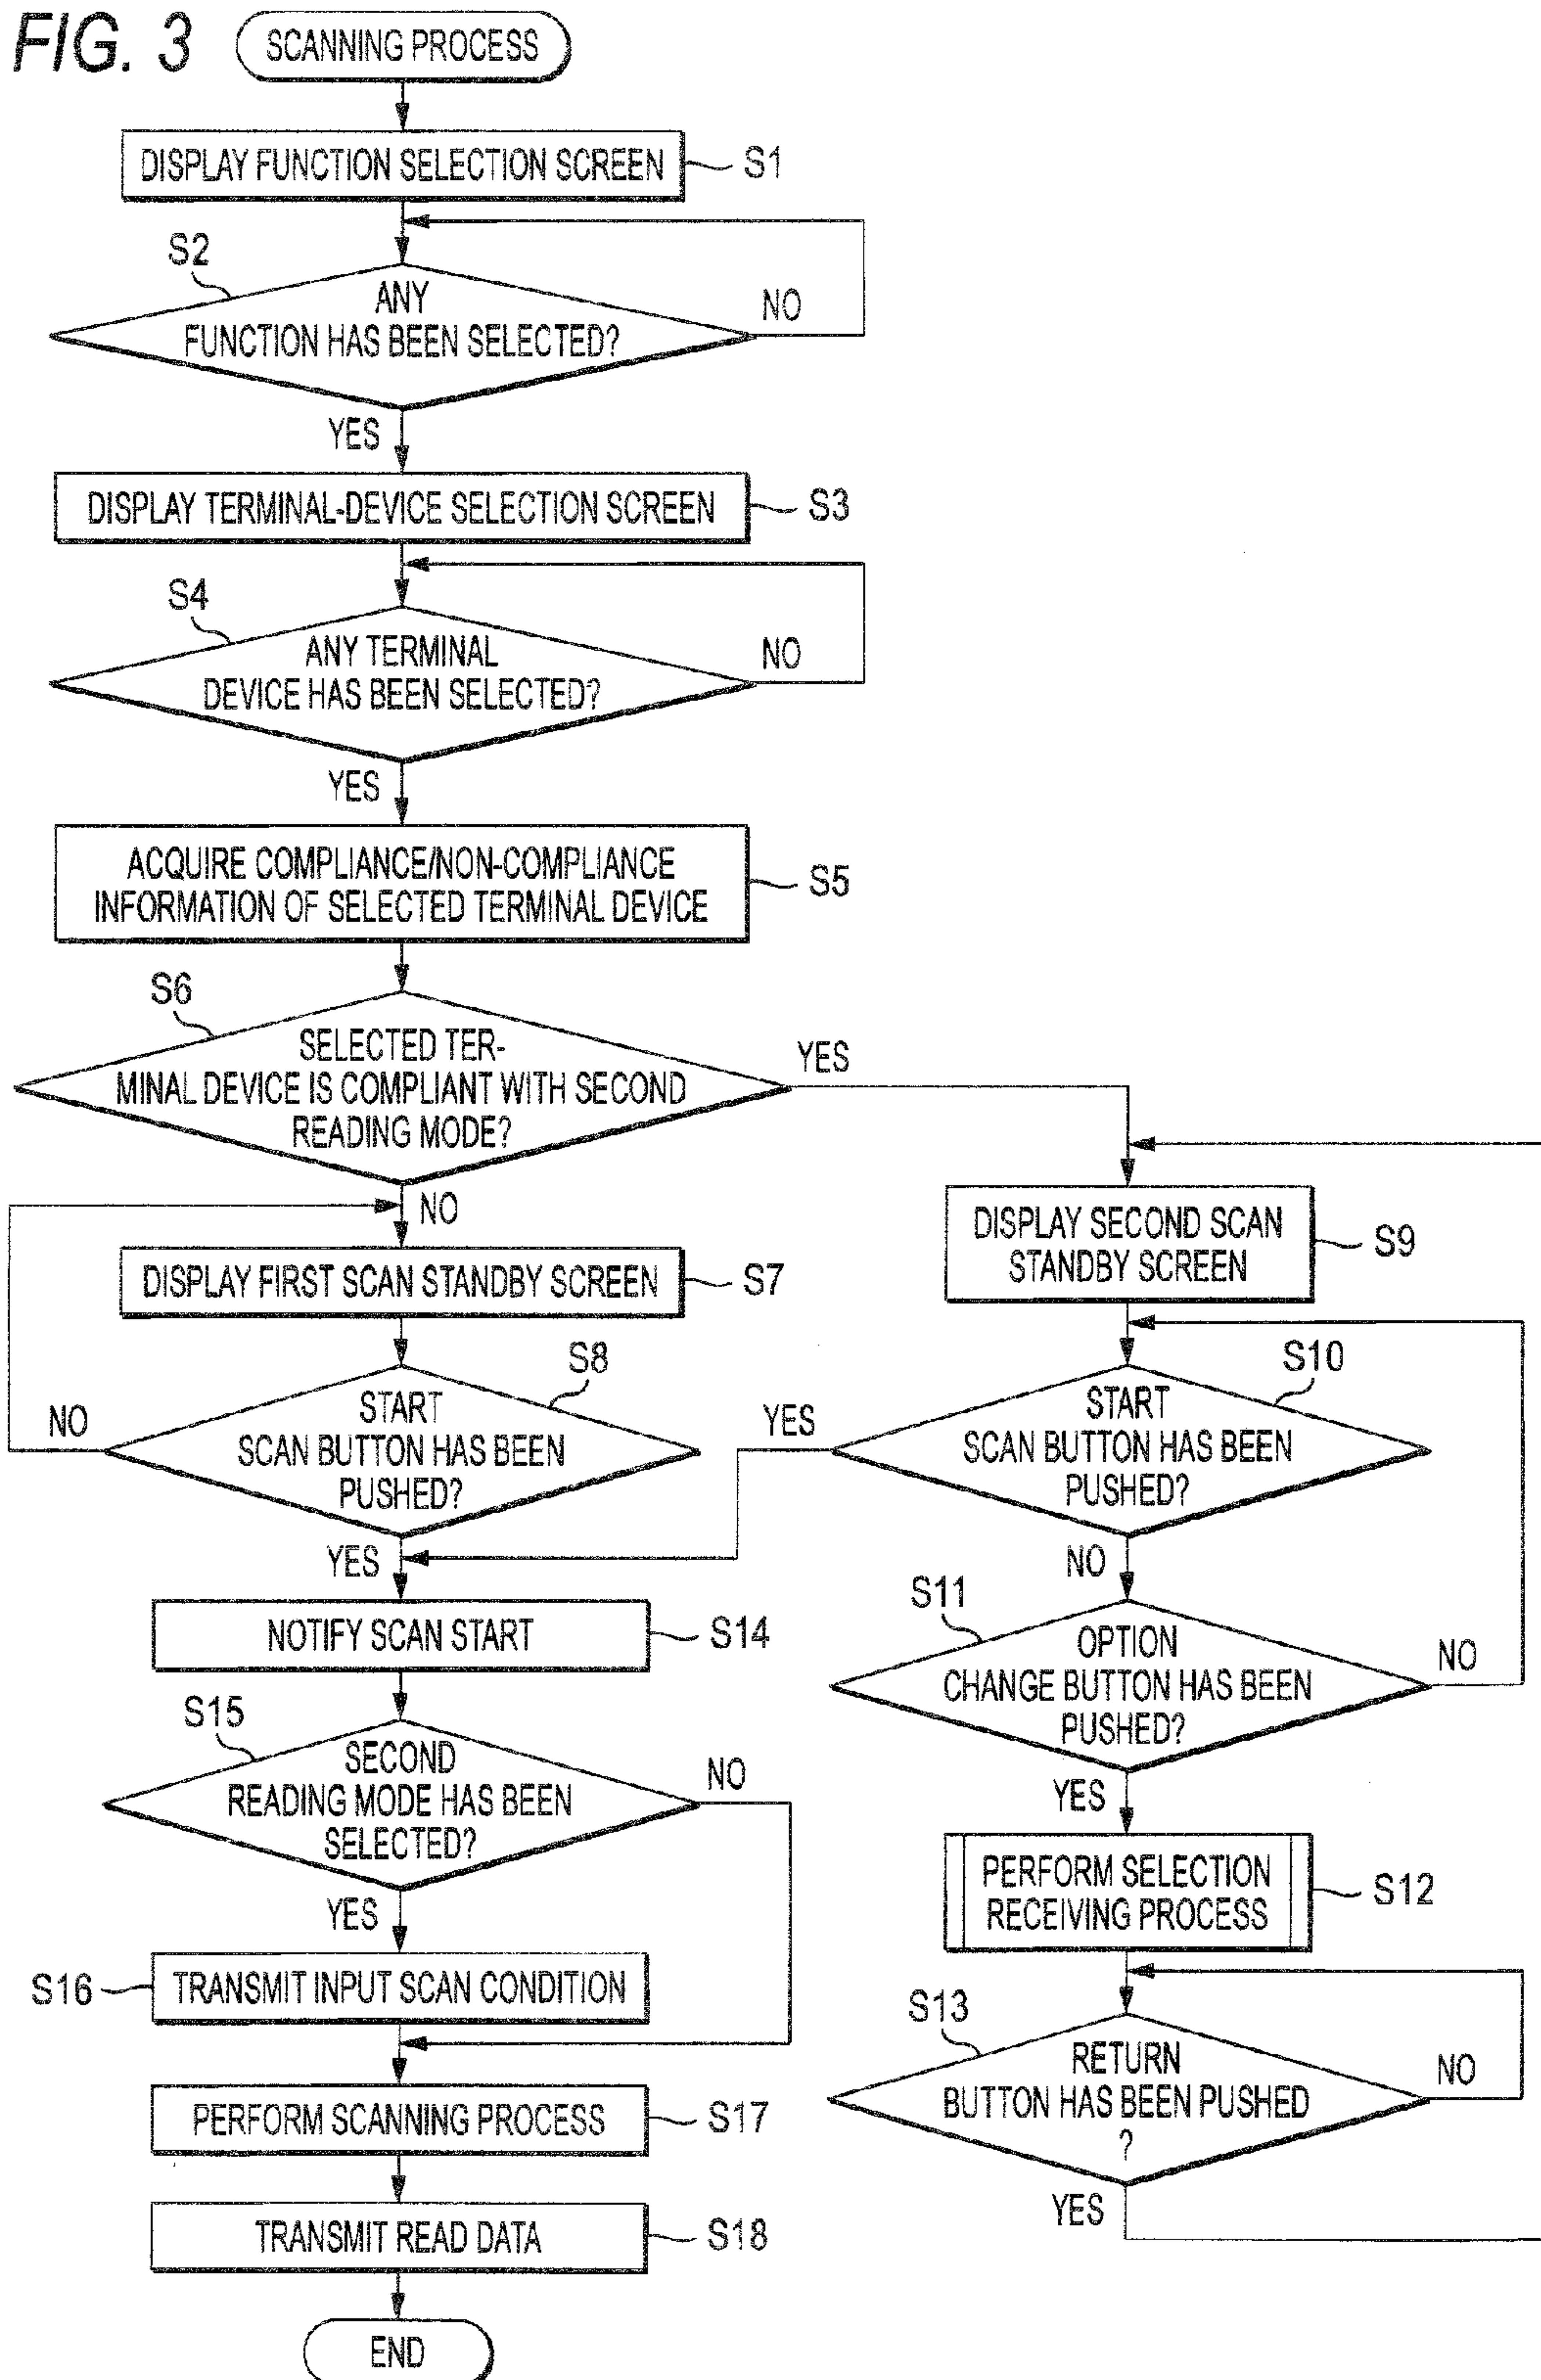 FIG. 3
SCANNING PROCESS
DISPLAY FUNCTION SELECTION SCREEN
S1
S2
ANY
FUNCTION HAS BEEN SELECTED?
NO
YES
DISPLAY TERMINAL-DEVICE SELECTION SCREEN
S3
S4
ANY TERMINAL
DEVICE HAS BEEN SELECTED?
NO
YES
ACQUIRE COMPLIANCE/NON-COMPLIANCE
INFORMATION OF SELECTED TERMINAL DEVICE
S5
S6
SELECTED TER-
MINAL DEVICE IS COMPLIANT WITH SECOND
READING MODE?
YES
NO
DISPLAY FIRST SCAN STANDBY SCREEN
S7
S8
START
SCAN BUTTON HAS BEEN
PUSHED?
NO
YES
DISPLAY SECOND SCAN
STANDBY SCREEN
S9
S10
START
SCAN BUTTON HAS BEEN
PUSHED?
YES
NO
S11
OPTION
CHANGE BUTTON HAS BEEN
PUSHED?
NO
YES
PERFORM SELECTION
RECEIVING PROCESS
S12
S13
RETURN
BUTTON HAS BEEN PUSHED
?
NO
YES
NOTIFY SCAN START
S14
S15
SECOND
READING MODE HAS BEEN
SELECTED?
NO
YES
S16
TRANSMIT INPUT SCAN CONDITION
PERFORM SCANNING PROCESS
S17
TRANSMIT READ DATA
S18
END